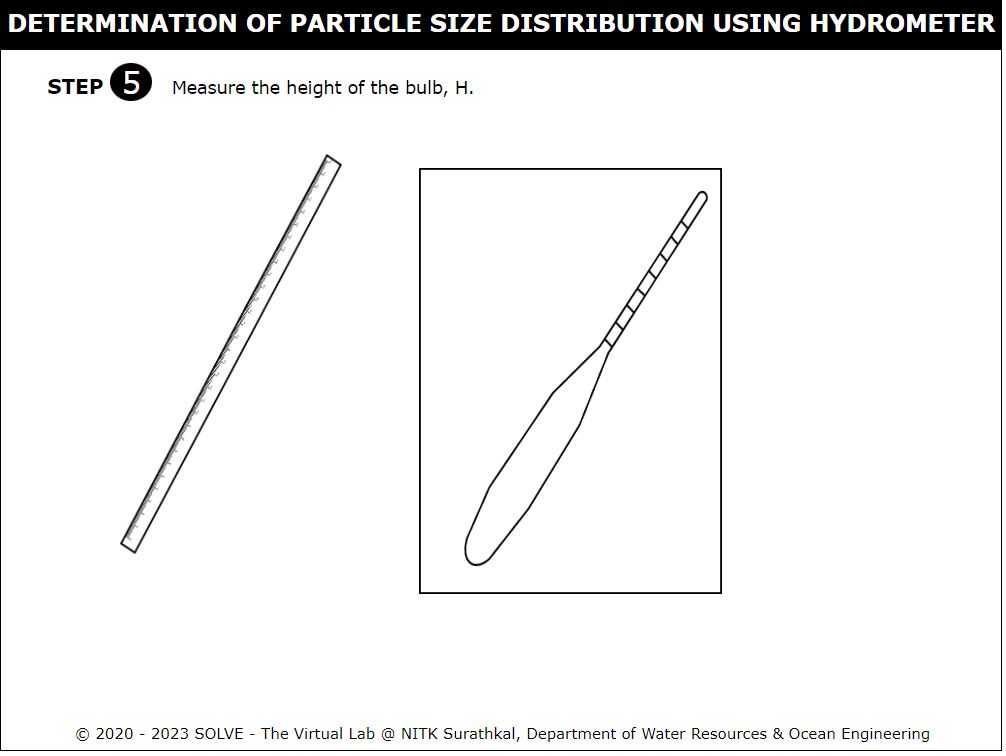 DETERMINATION OF PARTICLE SIZE DISTRIBUTION USING HYDROMETER
STEP 5 Measure the height of the bulb, H.
© 2020 - 2023 SOLVE - The Virtual Lab @ NITK Surathkal, Department of Water Resources & Ocean Engineering